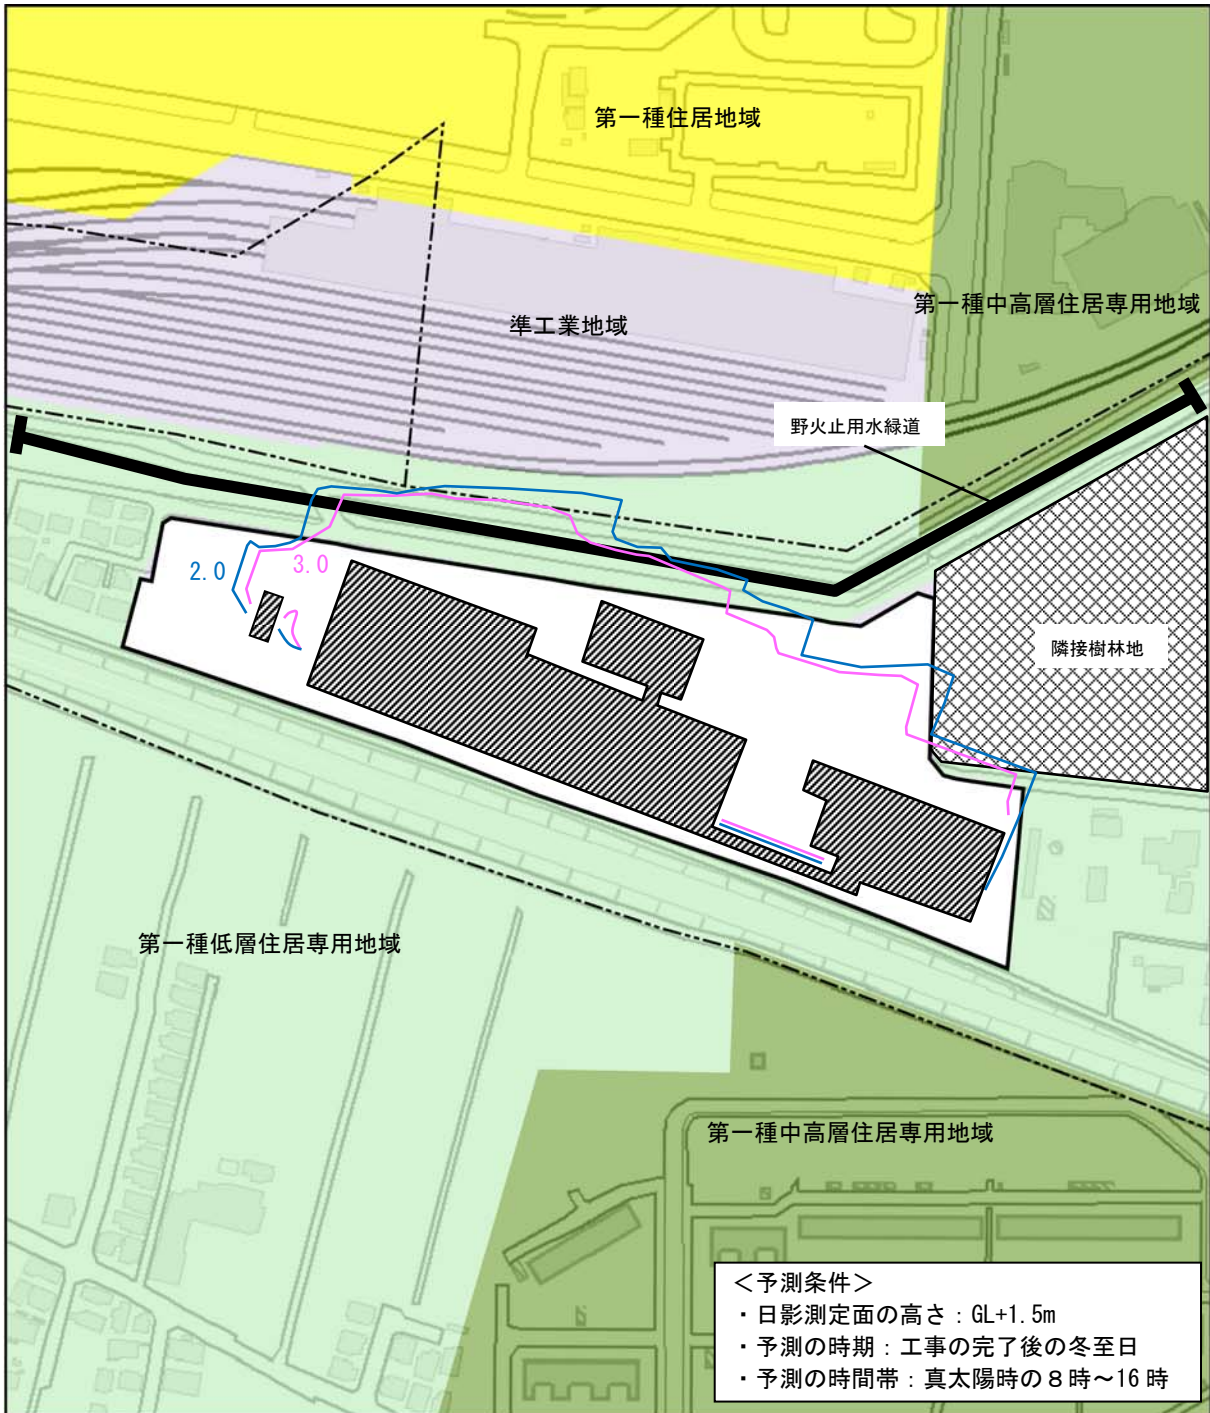 第一種住居地域
第一種中高層住居専用地域
準工業地域
野火止用水緑道
2.0
3.0
隣接樹林地
第一種低層住居専用地域
第一種中高層住居専用地域
＜予測条件＞
・日影測定面の高さ：GL+1.5m
・予測の時期：工事の完了後の冬至日
・予測の時間帯：真太陽時の８時～16時